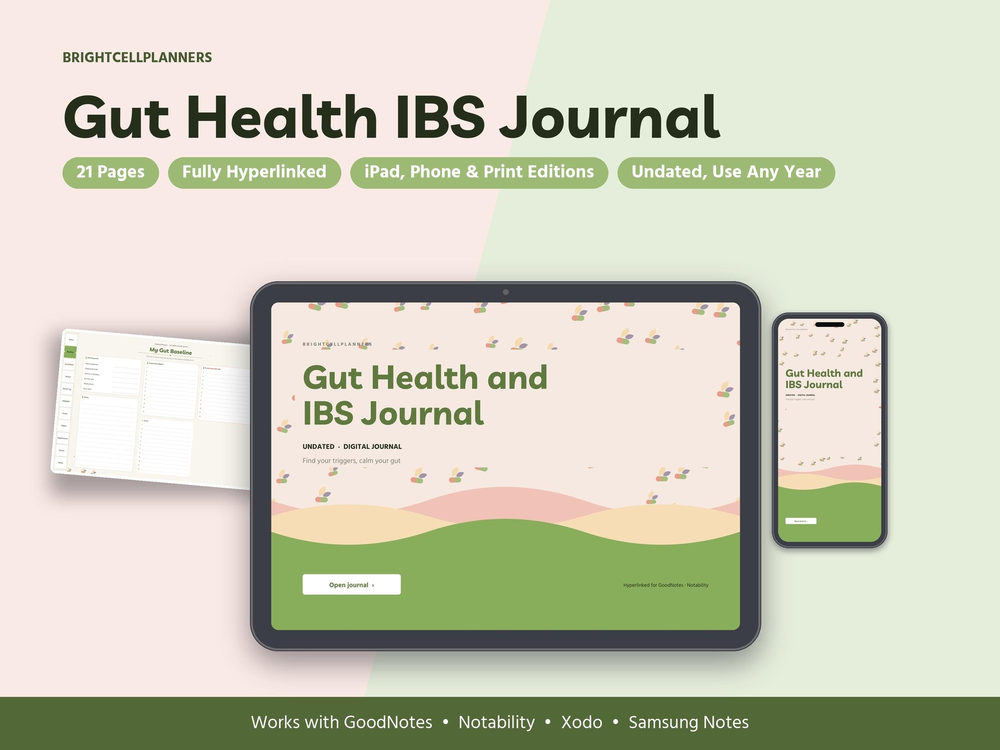 BRIGHTCELLPLANNERS
Gut Health IBS Journal
21 Pages
Fully Hyperlinked
iPad, Phone & Print Editions
Undated, Use Any Year
My Gut Baseline
BRIGHTCELLPLANNERS
Gut Health and
IBS Journal
UNDATED · DIGITAL JOURNAL
Find your triggers, calm your gut
Open journal ›
Hyperlinked for GoodNotes · Notability
Gut Health and
IBS Journal
Works with GoodNotes • Notability • Xodo • Samsung Notes